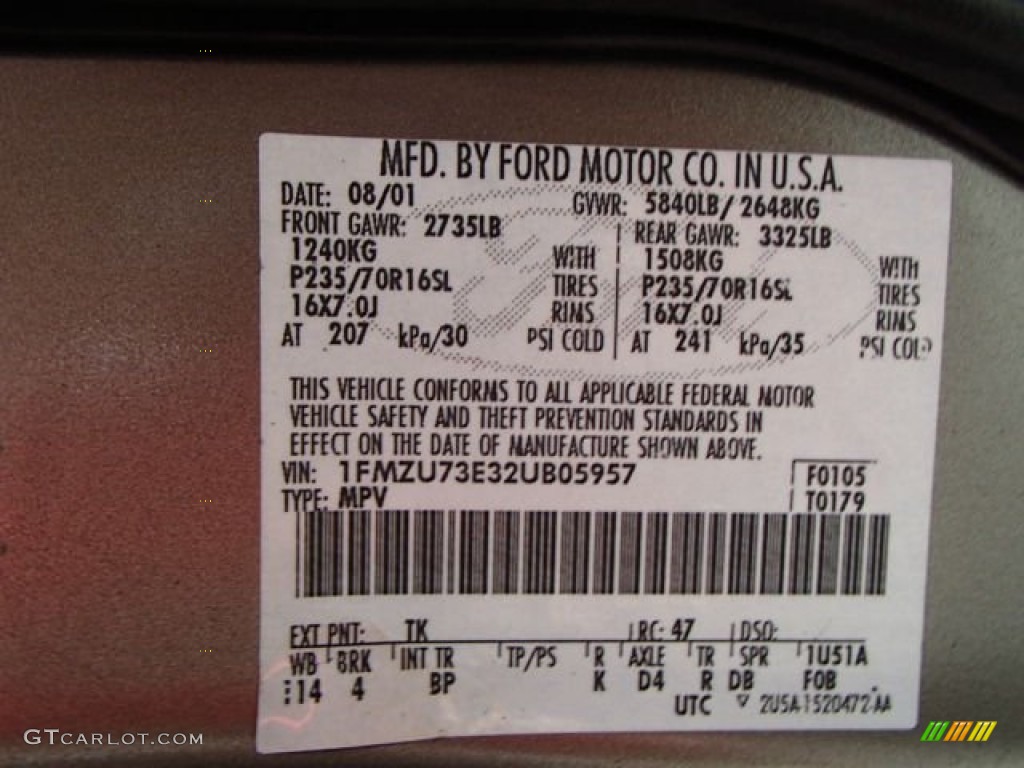 MFD. BY FORD MOTOR CO. IN U.S.A.
DATE: 08/01 GVWR: 5840LB/ 2648KG
FRONT GAWR: 2735LB REAR GAWR: 3325LB
1240KG WITH 1508KG WITH
P235/70R16SL TIRES P235/70R16SL TIRES
16X7.0J RIMS 16X7.0J RIMS
AT 207 kPa/30 PSI COLD AT 241 kPa/35 PSI COLD
THIS VEHICLE CONFORMS TO ALL APPLICABLE FEDERAL MOTOR
VEHICLE SAFETY AND THEFT PREVENTION STANDARDS IN
EFFECT ON THE DATE OF MANUFACTURE SHOWN ABOVE.
VIN: 1FMZU73E32UB05957 F0105
TYPE: MPV T0179
EXT PNT: TK RC: 47 DSO:
WB BRK INT TR TP/PS R AXLE TR SPR 1U51A
114 4 BP K D4 R DB FOB
UTC ▽ 2U5A-1520472-AA
GTCARLOT.COM